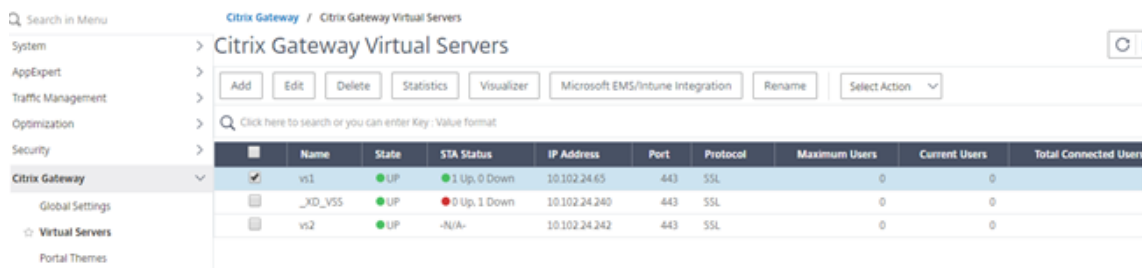 Search in Menu
System
AppExpert
Traffic Management
Optimization
Security
Citrix Gateway
Global Settings
Virtual Servers
Portal Themes
Citrix Gateway / Citrix Gateway Virtual Servers
Citrix Gateway Virtual Servers
Add Edit Delete Statistics Visualizer Microsoft EMS/Intune Integration Rename Select Action
Click here to search or you can enter Key : Value format
Name State STA Status IP Address Port Protocol Maximum Users Current Users Total Connected Users
vs1 UP 1 Up, 0 Down 10.102.24.65 443 SSL 0 0
_XD_VSS UP 0 Up, 1 Down 10.102.24.240 443 SSL 0 0
vs2 UP -N/A- 10.102.24.242 443 SSL 0 0